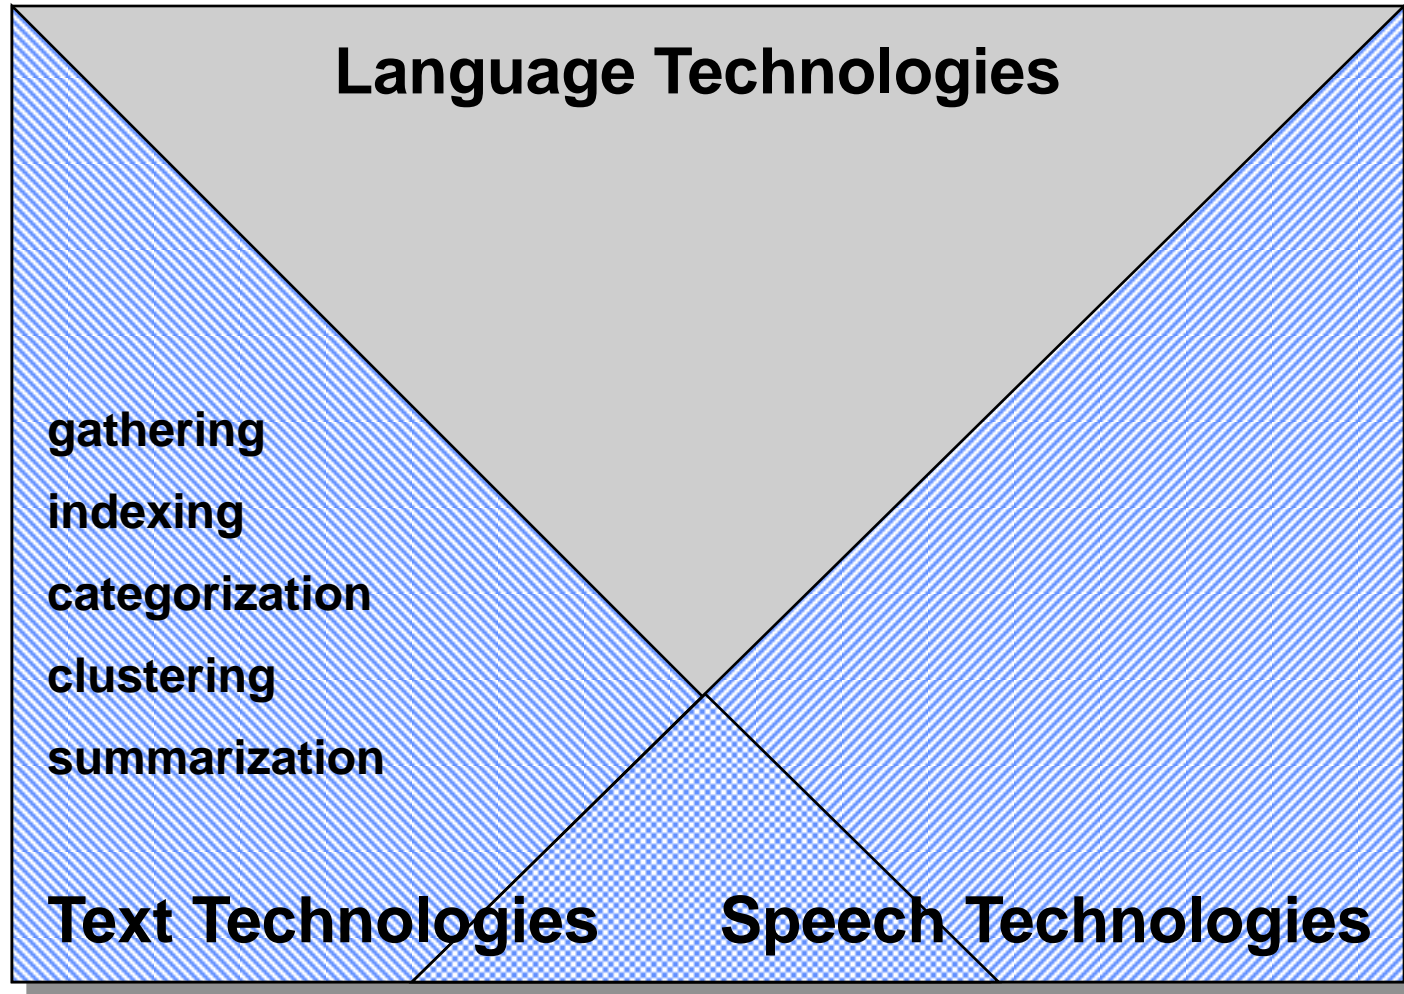 Language Technologies
gathering
indexing
categorization
clustering
summarization
Text Technologies
Speech Technologies